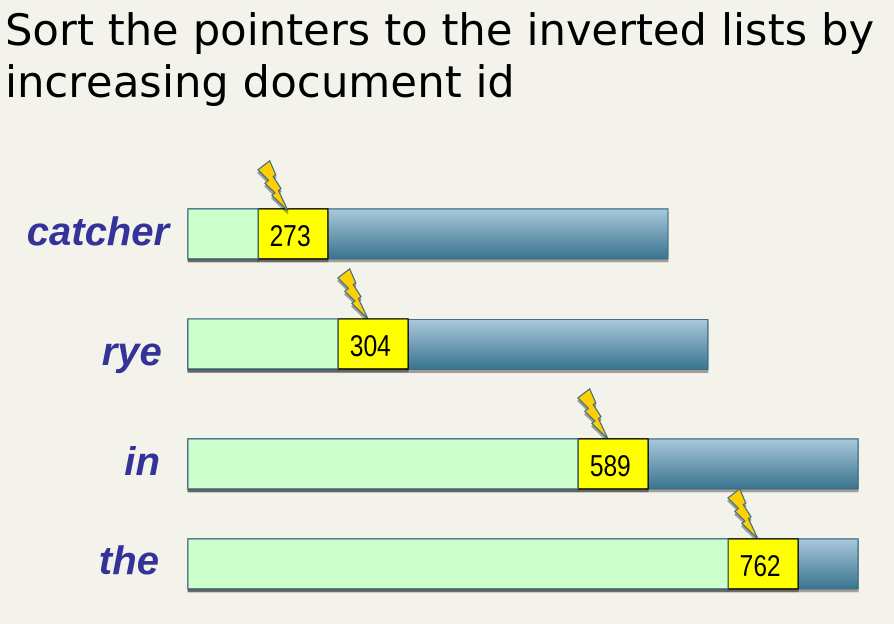 Sort the pointers to the inverted lists by
increasing document id
catcher 273
rye 304
in 589
the 762